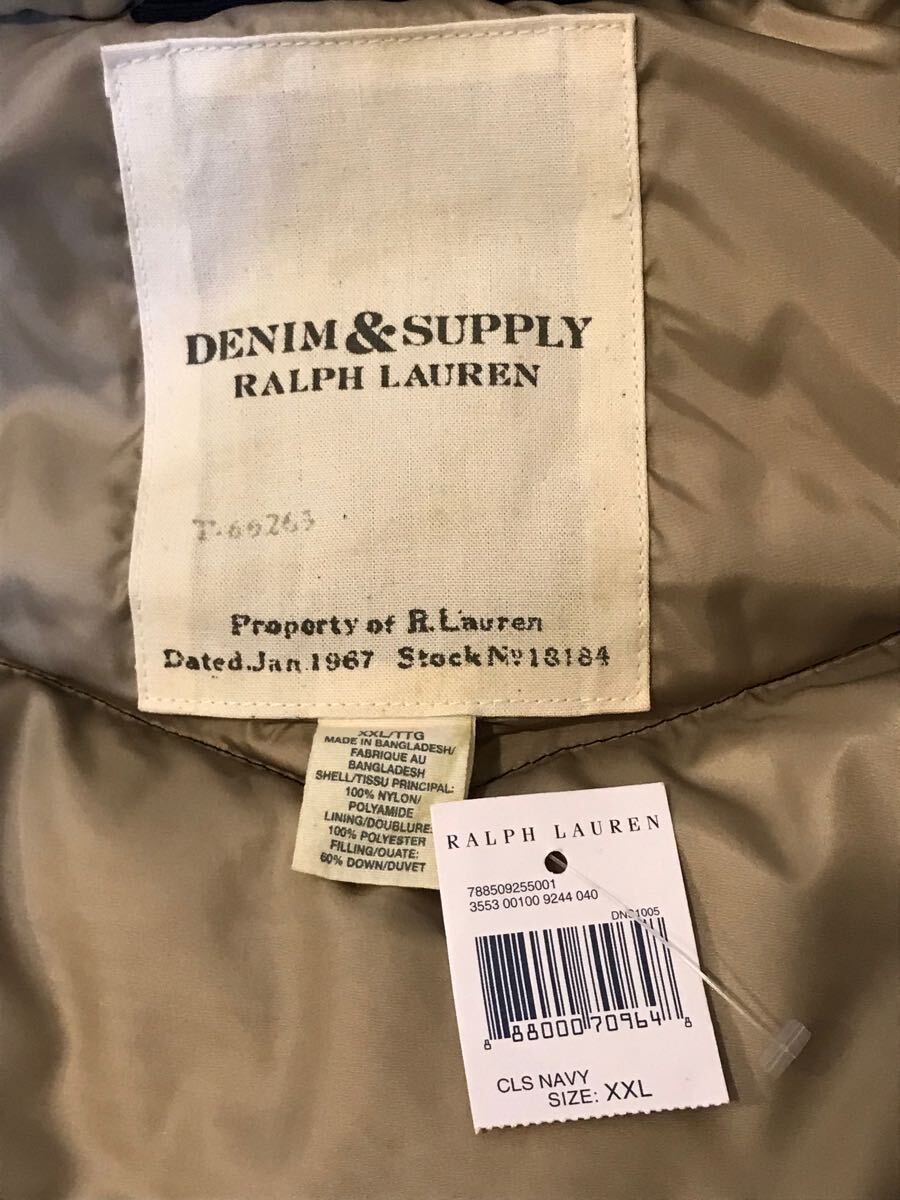 DENIM & SUPPLY
RALPH LAUREN
T-66263
Property of R. Lauren
Dated. Jan 1967 Stock No 18184
XXL/TTG
MADE IN BANGLADESH/
FABRIQUE AU
BANGLADESH
SHELL/TISSU PRINCIPAL:
100% NYLON/
POLYAMIDE
LINING/DOUBLURE:
100% POLYESTER
FILLING/OUATE:
60% DOWN/DUVET
RALPH LAUREN
788509255001
3553 00100 9244 040
8 88000 70964 8
CLS NAVY
SIZE: XXL